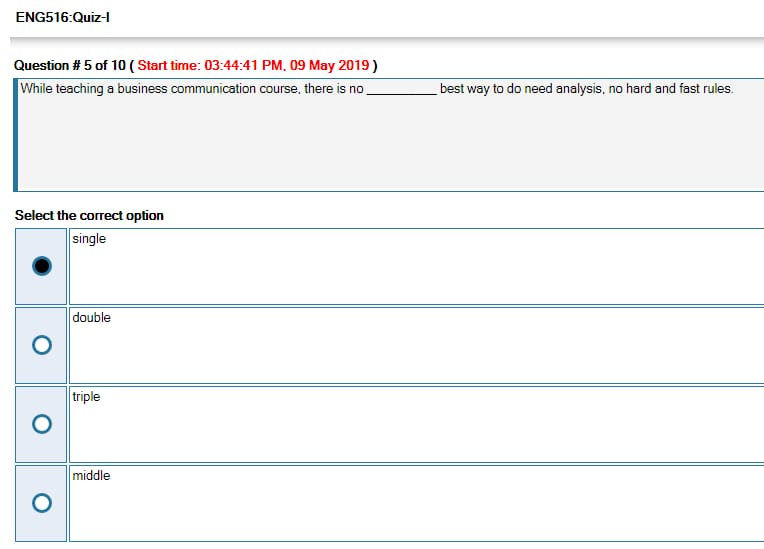 ENG516:Quiz-I
Question # 5 of 10 ( Start time: 03:44:41 PM, 09 May 2019 )
While teaching a business communication course, there is no __________ best way to do need analysis, no hard and fast rules.
Select the correct option
single
double
triple
middle